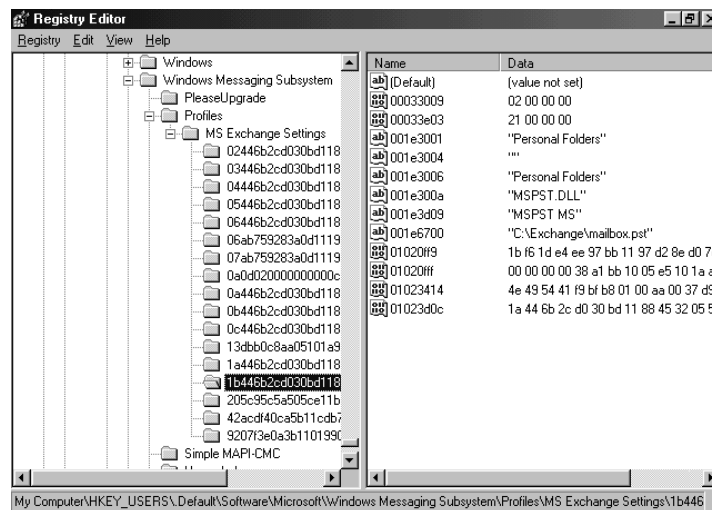 Registry Editor
Registry Edit View Help
Windows
Windows Messaging Subsystem
PleaseUpgrade
Profiles
MS Exchange Settings
02446b2cd030bd118
03446b2cd030bd118
04446b2cd030bd118
05446b2cd030bd118
06446b2cd030bd118
06ab759283a0d1119
07ab759283a0d1119
0a0d020000000000c
0a446b2cd030bd118
0b446b2cd030bd118
0c446b2cd030bd118
13dbb0c8aa05101a9
1a446b2cd030bd118
1b446b2cd030bd118
205c95c5a505ce11b
42acdf40ca5b11cdb7
9207f3e0a3b1101990
Simple MAPI-CMC
Name Data
(Default) (value not set)
00033009 02 00 00 00
00033e03 21 00 00 00
001e3001 "Personal Folders"
001e3004 ""
001e3006 "Personal Folders"
001e300a "MSPST.DLL"
001e3d09 "MSPST MS"
001e6700 "C:\Exchange\mailbox.pst"
01020ff9 1b f6 1d e4 ee 97 bb 11 97 d2 8e d0 7
01020fff 00 00 00 00 38 a1 bb 10 05 e5 10 1a a
01023414 4e 49 54 41 f9 bf b8 01 00 aa 00 37 d9
01023d0c 1a 44 6b 2c d0 30 bd 11 88 45 32 05 5
My Computer\HKEY_USERS\.Default\Software\Microsoft\Windows Messaging Subsystem\Profiles\MS Exchange Settings\1b446